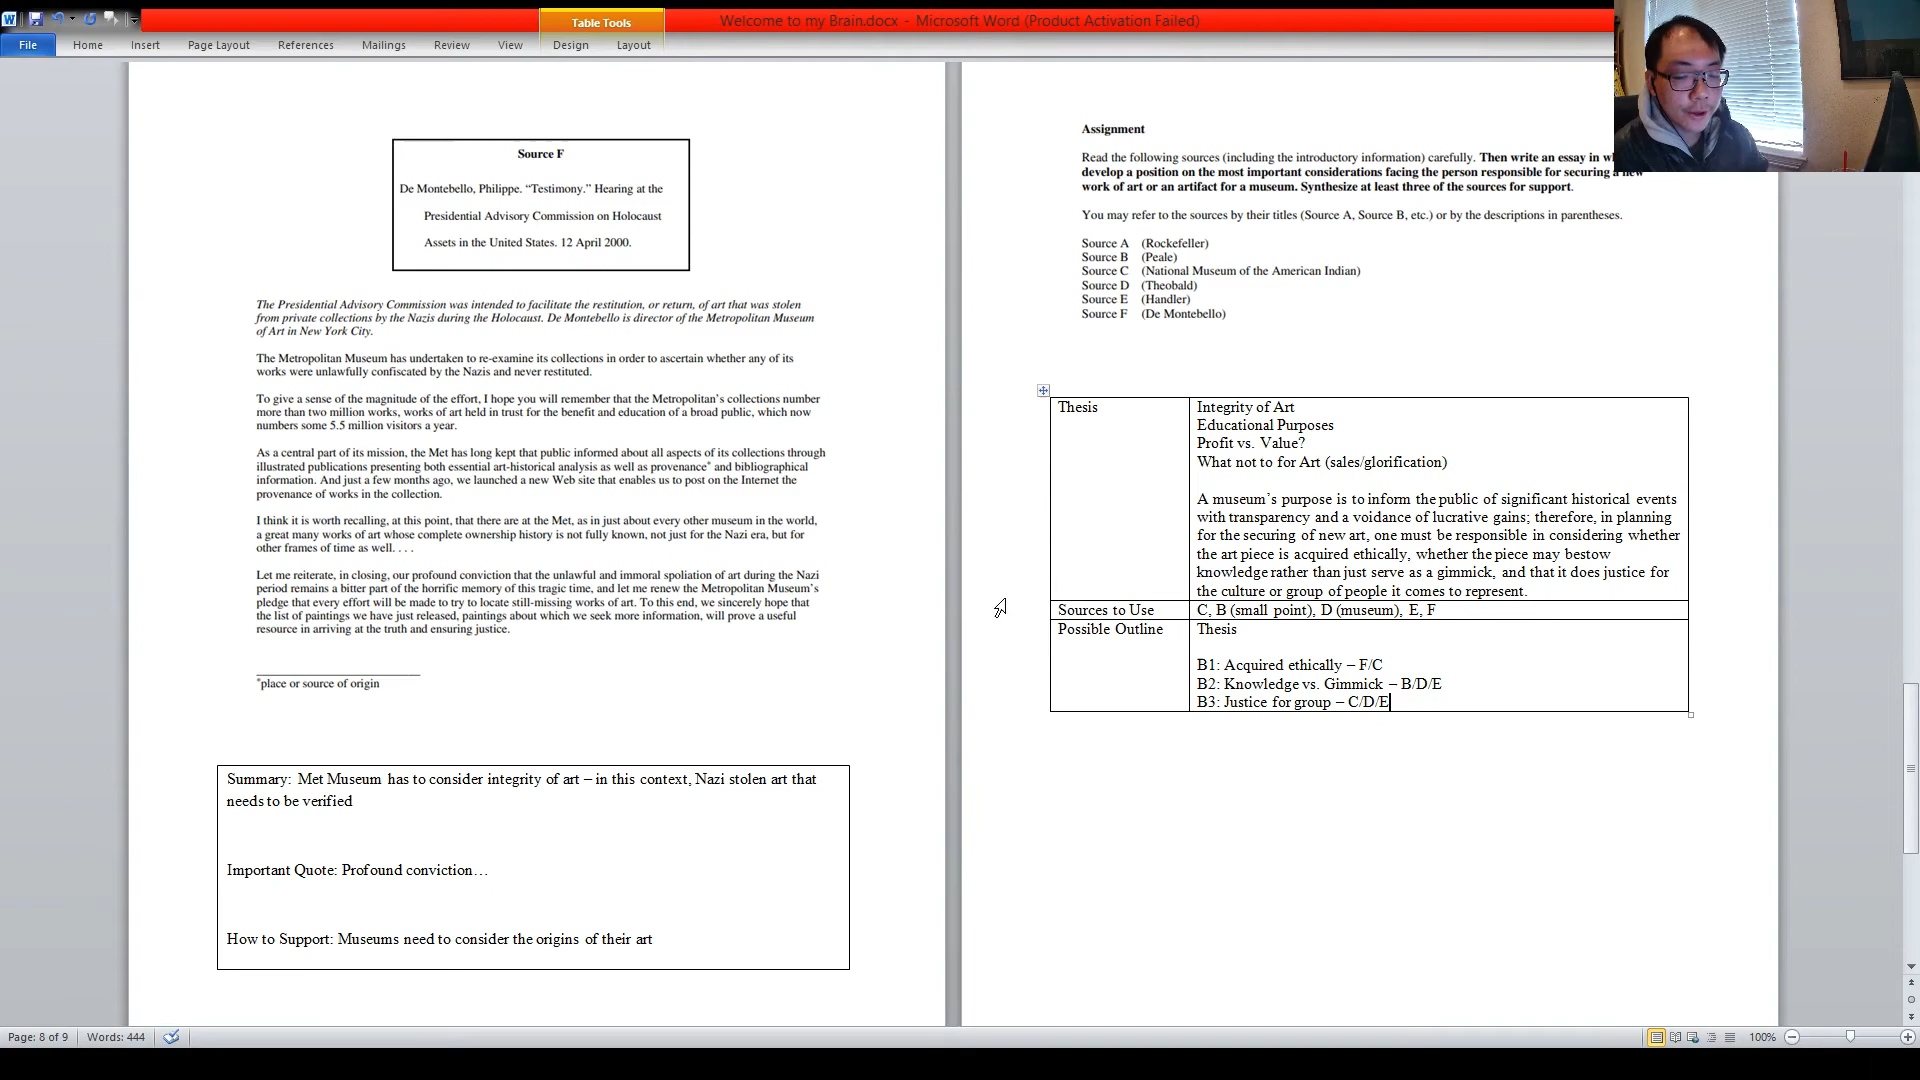 Welcome to my Brain.docx - Microsoft Word (Product Activation Failed)
Table Tools
File Home Insert Page Layout References Mailings Review View Design Layout
Source F
De Montebello, Philippe. “Testimony.” Hearing at the
Presidential Advisory Commission on Holocaust
Assets in the United States. 12 April 2000.
The Presidential Advisory Commission was intended to facilitate the restitution, or return, of art that was stolen
from private collections by the Nazis during the Holocaust. De Montebello is director of the Metropolitan Museum
of Art in New York City.
The Metropolitan Museum has undertaken to re-examine its collections in order to ascertain whether any of its
works were unlawfully confiscated by the Nazis and never restituted.
To give a sense of the magnitude of the effort, I hope you will remember that the Metropolitan’s collections number
more than two million works, works of art held in trust for the benefit and education of a broad public, which now
numbers some 5.5 million visitors a year.
As a central part of its mission, the Met has long kept that public informed about all aspects of its collections through
illustrated publications presenting both essential art-historical analysis as well as provenance* and bibliographical
information. And just a few months ago, we launched a new Web site that enables us to post on the Internet the
provenance of works in the collection.
I think it is worth recalling, at this point, that there are at the Met, as in just about every other museum in the world,
a great many works of art whose complete ownership history is not fully known, not just for the Nazi era, but for
other frames of time as well. . . .
Let me reiterate, in closing, our profound conviction that the unlawful and immoral spoliation of art during the Nazi
period remains a bitter part of the horrific memory of this tragic time, and let me renew the Metropolitan Museum’s
pledge that every effort will be made to try to locate still-missing works of art. To this end, we sincerely hope that
the list of paintings we have just released, paintings about which we seek more information, will prove a useful
resource in arriving at the truth and ensuring justice.
*place or source of origin
Summary: Met Museum has to consider integrity of art – in this context, Nazi stolen art that
needs to be verified
Important Quote: Profound conviction…
How to Support: Museums need to consider the origins of their art
Assignment
Read the following sources (including the introductory information) carefully. Then write an essay in
develop a position on the most important considerations facing the person responsible for securing a new
work of art or an artifact for a museum. Synthesize at least three of the sources for support.
You may refer to the sources by their titles (Source A, Source B, etc.) or by the descriptions in parentheses.
Source A (Rockefeller)
Source B (Peale)
Source C (National Museum of the American Indian)
Source D (Theobald)
Source E (Handler)
Source F (De Montebello)
Thesis
Integrity of Art
Educational Purposes
Profit vs. Value?
What not to for Art (sales/glorification)
A museum’s purpose is to inform the public of significant historical events
with transparency and a voidance of lucrative gains; therefore, in planning
for the securing of new art, one must be responsible in considering whether
the art piece is acquired ethically, whether the piece may bestow
knowledge rather than just serve as a gimmick, and that it does justice for
the culture or group of people it comes to represent.
Sources to Use C, B (small point), D (museum), E, F
Possible Outline Thesis
B1: Acquired ethically – F/C
B2: Knowledge vs. Gimmick – B/D/E
B3: Justice for group – C/D/E
Page: 8 of 9 Words: 444 100%